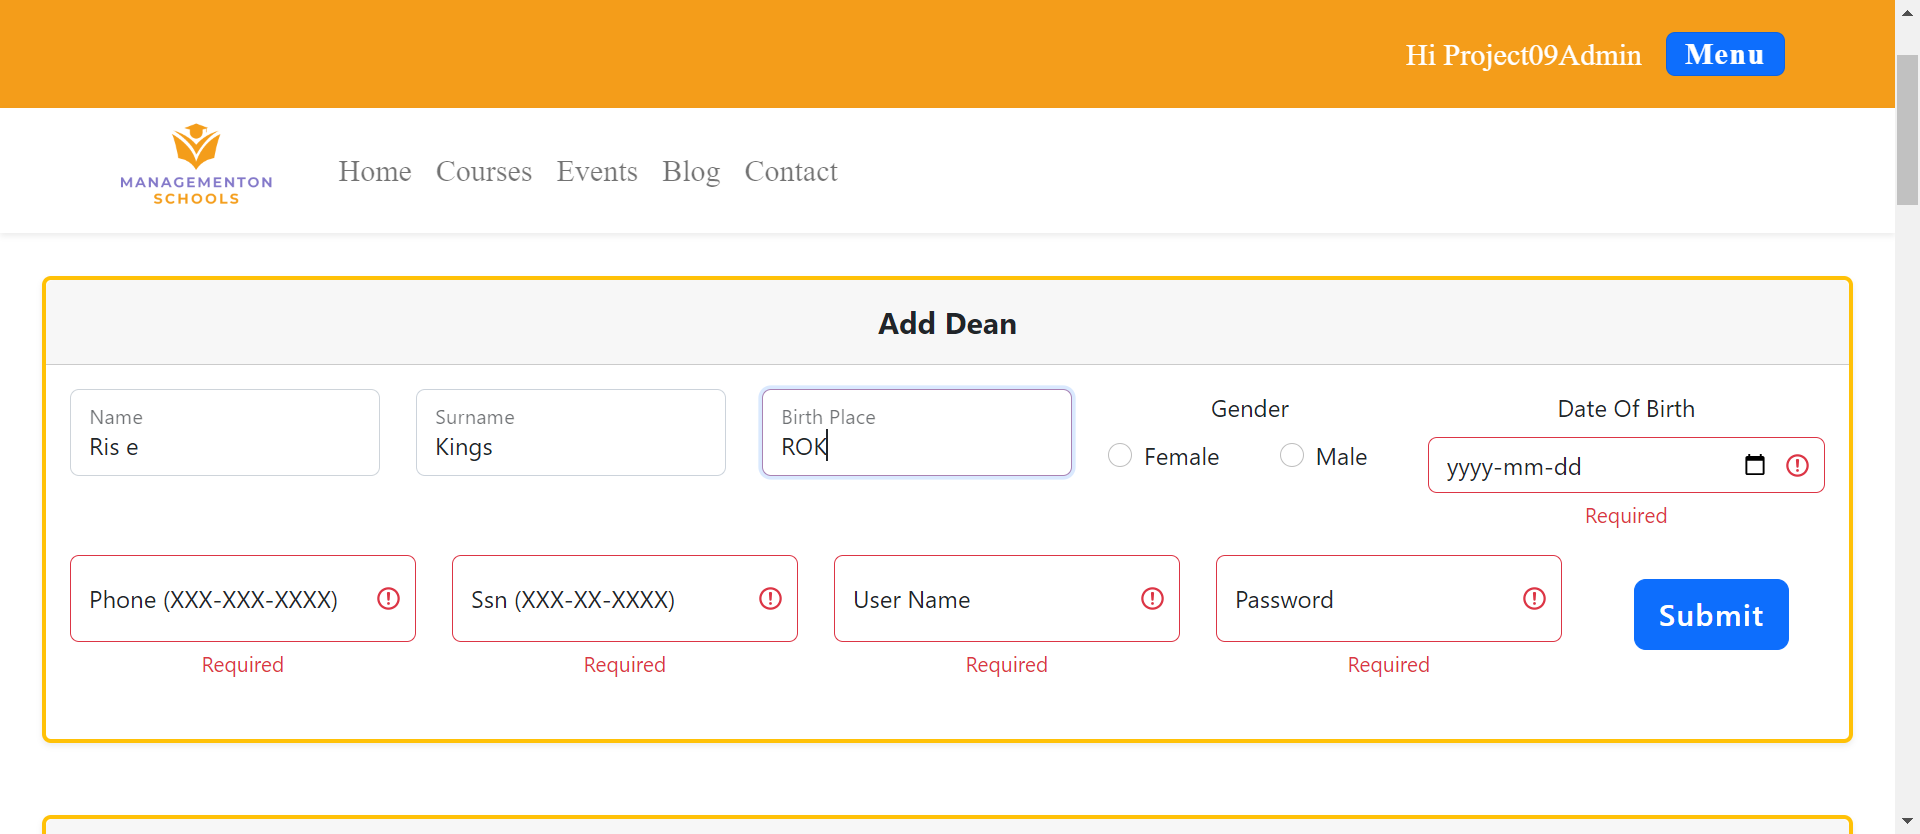 Hi Project09Admin Menu
MANAGEMENTON
SCHOOLS
Home Courses Events Blog Contact
Add Dean
Name
Ris e
Surname
Kings
Birth Place
ROK
Gender
Female Male
Date Of Birth
yyyy-mm-dd
Required
Phone (XXX-XXX-XXXX)
Required
Ssn (XXX-XX-XXXX)
Required
User Name
Required
Password
Required
Submit